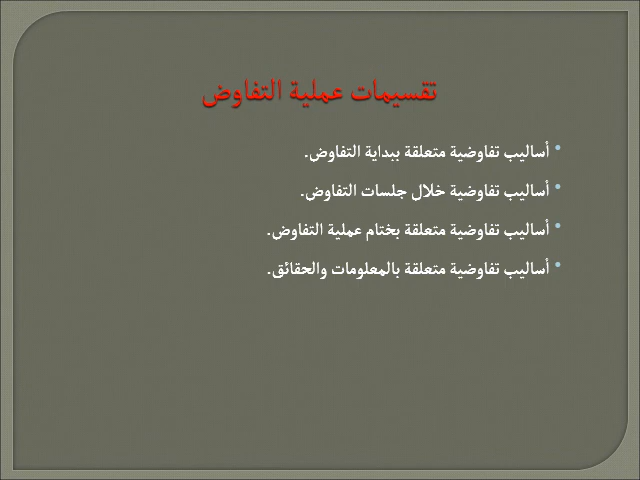 تقسيمات عملية التفاوض
• أساليب تفاوضية متعلقة ببداية التفاوض.
• أساليب تفاوضية خلال جلسات التفاوض.
• أساليب تفاوضية متعلقة بختام عملية التفاوض.
• أساليب تفاوضية متعلقة بالمعلومات والحقائق.